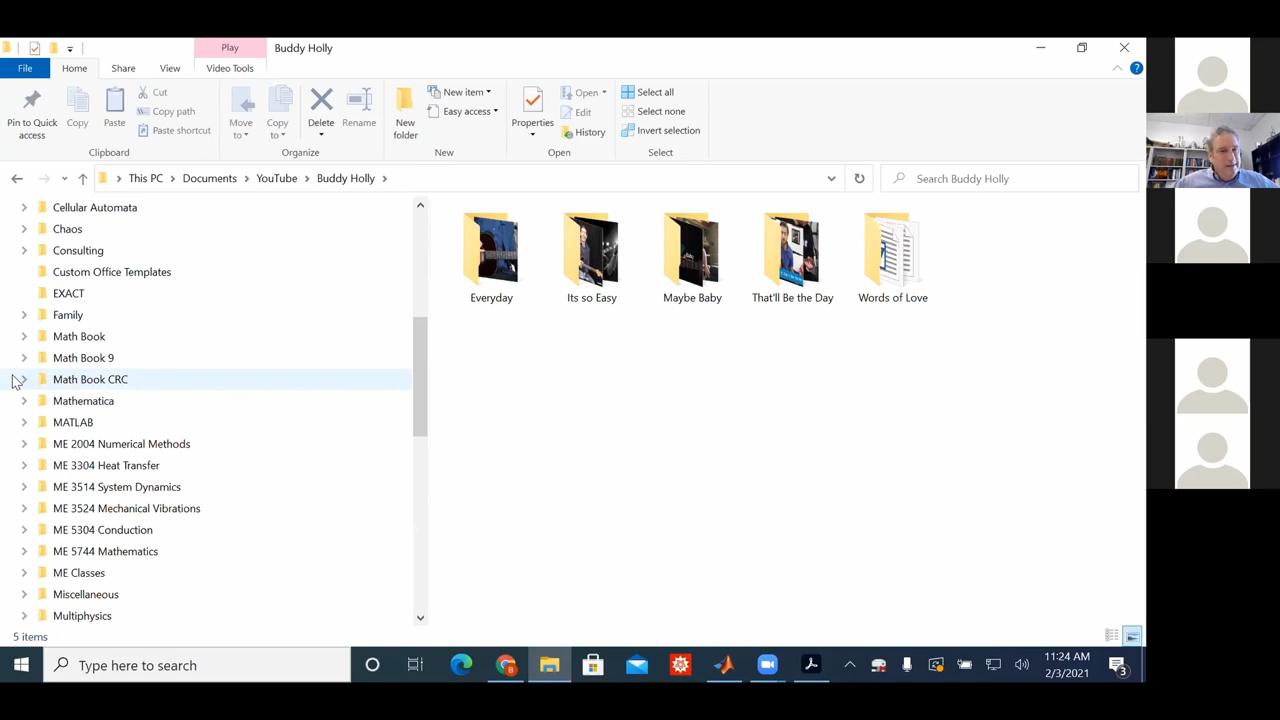 Play
Buddy Holly
File
Home
Share
View
Video Tools
Pin to Quick access
Copy
Paste
Cut
Copy path
Paste shortcut
Clipboard
Move to
Copy to
Delete
Rename
Organize
New folder
New item
Easy access
New
Properties
Open
Edit
History
Open
Select all
Select none
Invert selection
Select
This PC
Documents
YouTube
Buddy Holly
Search Buddy Holly
Cellular Automata
Chaos
Consulting
Custom Office Templates
EXACT
Family
Math Book
Math Book 9
Math Book CRC
Mathematica
MATLAB
ME 2004 Numerical Methods
ME 3304 Heat Transfer
ME 3514 System Dynamics
ME 3524 Mechanical Vibrations
ME 5304 Conduction
ME 5744 Mathematics
ME Classes
Miscellaneous
Multiphysics
Everyday
Its so Easy
Maybe Baby
That'll Be the Day
Words of Love
5 items
Type here to search
11:24 AM
2/3/2021
3